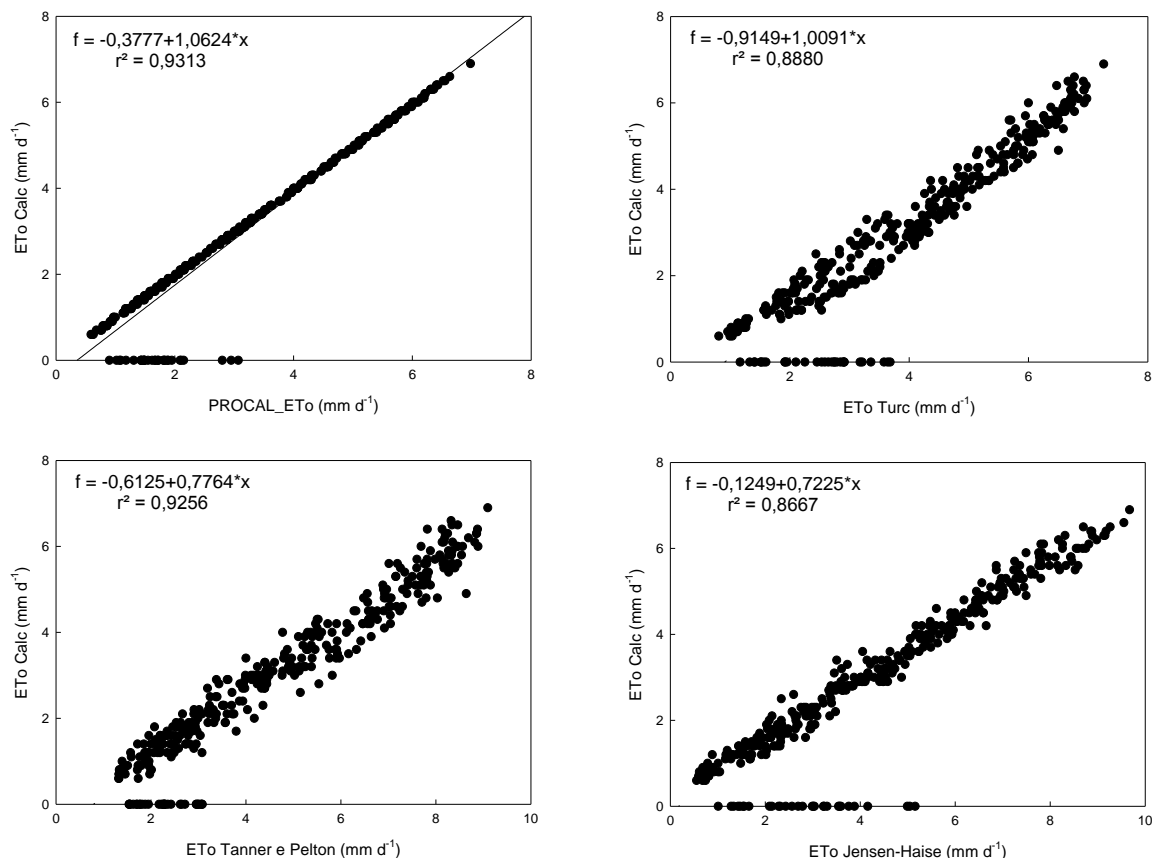 f = -0,3777+1,0624*x
r² = 0,9313
8
6
4
2
0
ETo Calc (mm d⁻¹)
0 2 4 6 8
PROCAL_ETo (mm d⁻¹)
f = -0,9149+1,0091*x
r² = 0,8880
8
6
4
2
0
ETo Calc (mm d⁻¹)
0 2 4 6 8
ETo Turc (mm d⁻¹)
f = -0,6125+0,7764*x
r² = 0,9256
8
6
4
2
0
ETo Calc (mm d⁻¹)
0 2 4 6 8 10
ETo Tanner e Pelton (mm d⁻¹)
f = -0,1249+0,7225*x
r² = 0,8667
8
6
4
2
0
ETo Calc (mm d⁻¹)
0 2 4 6 8 10
ETo Jensen-Haise (mm d⁻¹)